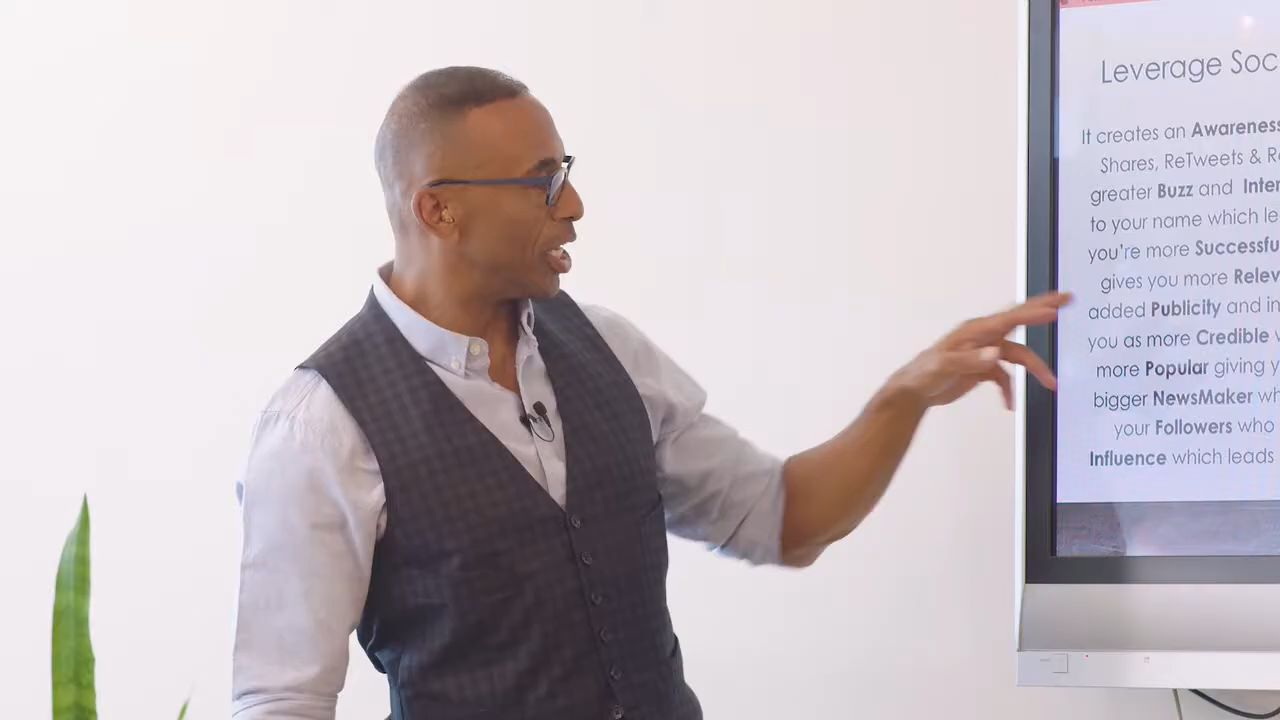 Leverage Soc
It creates an Awareness
Shares, ReTweets & Re
greater Buzz and Inter
to your name which le
you're more Successfu
gives you more Relev
added Publicity and in
you as more Credible
more Popular giving y
bigger NewsMaker wh
your Followers who
Influence which leads